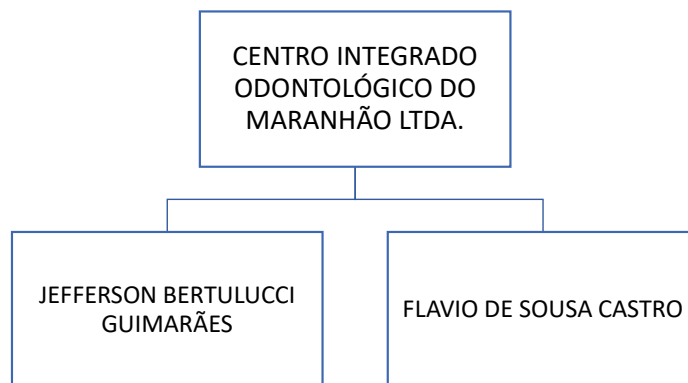 CENTRO INTEGRADO
ODONTOLÓGICO DO
MARANHÃO LTDA.
JEFFERSON BERTULUCCI
GUIMARÃES
FLAVIO DE SOUSA CASTRO